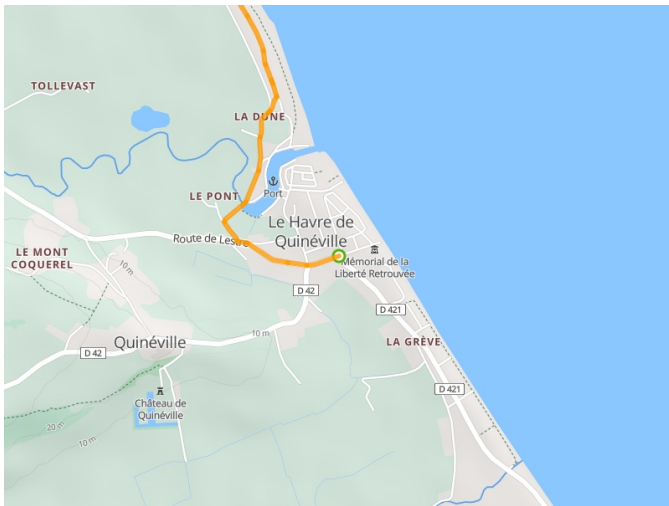 TOLLEVAST
LA DUNE
LE PONT
Port
Le Havre de
Quinéville
Route de Lestre
Mémorial de la
Liberté Retrouvée
LE MONT
COQUEREL
10 m
D 42
D 421
10 m
Quinéville
LA GRÈVE
D 42
D 421
Château de
Quinéville
20 m
10 m